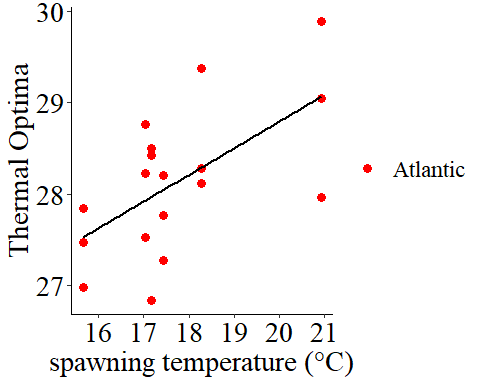 30
29
28
27
Thermal Optima
16 17 18 19 20 21
spawning temperature (°C)
Atlantic